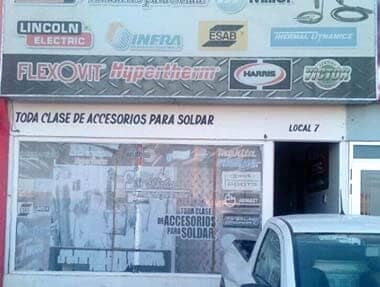 LINCOLN
ELECTRIC
INFRA
ESAB
THERMAL DYNAMICS
FLEXOVIT Hypertherm HARRIS VICTOR
TODA CLASE DE ACCESORIOS PARA SOLDAR
LOCAL 7
TODA CLASE
DE ACCESORIOS
PARA SOLDAR